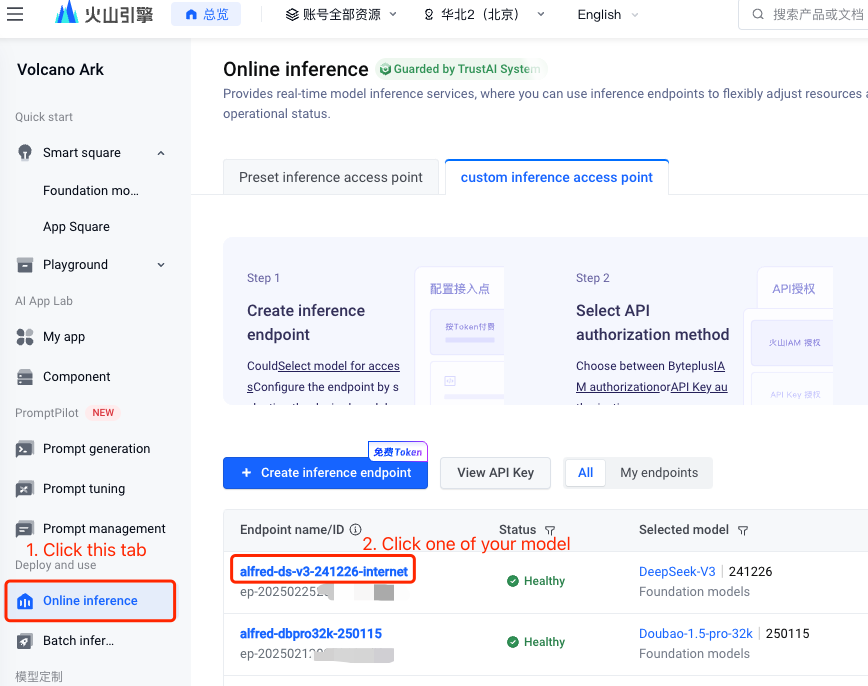 火山引擎
总览
账号全部资源
华北2（北京）
English
搜索产品或文档
Volcano Ark
Quick start
Smart square
Foundation mo...
App Square
Playground
AI App Lab
My app
Component
PromptPilot NEW
Prompt generation
Prompt tuning
Prompt management
1. Click this tab
Deploy and use
Online inference
Batch infer...
模型定制
Online inference
Guarded by TrustAI System
Provides real-time model inference services, where you can use inference endpoints to flexibly adjust resources a
operational status.
Preset inference access point
custom inference access point
Step 1
Create inference
endpoint
CouldSelect model for acces
sConfigure the endpoint by s
配置接入点
按Token付费
Step 2
Select API
authorization method
Choose between ByteplusIA
M authorizationorAPI Key au
API授权
火山IAM 授权
API Key 授权
免费Token
+ Create inference endpoint
View API Key
All
My endpoints
Endpoint name/ID
Status
Selected model
2. Click one of your model
alfred-ds-v3-241226-internet
Healthy
DeepSeek-V3 | 241226
Foundation models
alfred-dbpro32k-250115
Healthy
Doubao-1.5-pro-32k | 250115
Foundation models